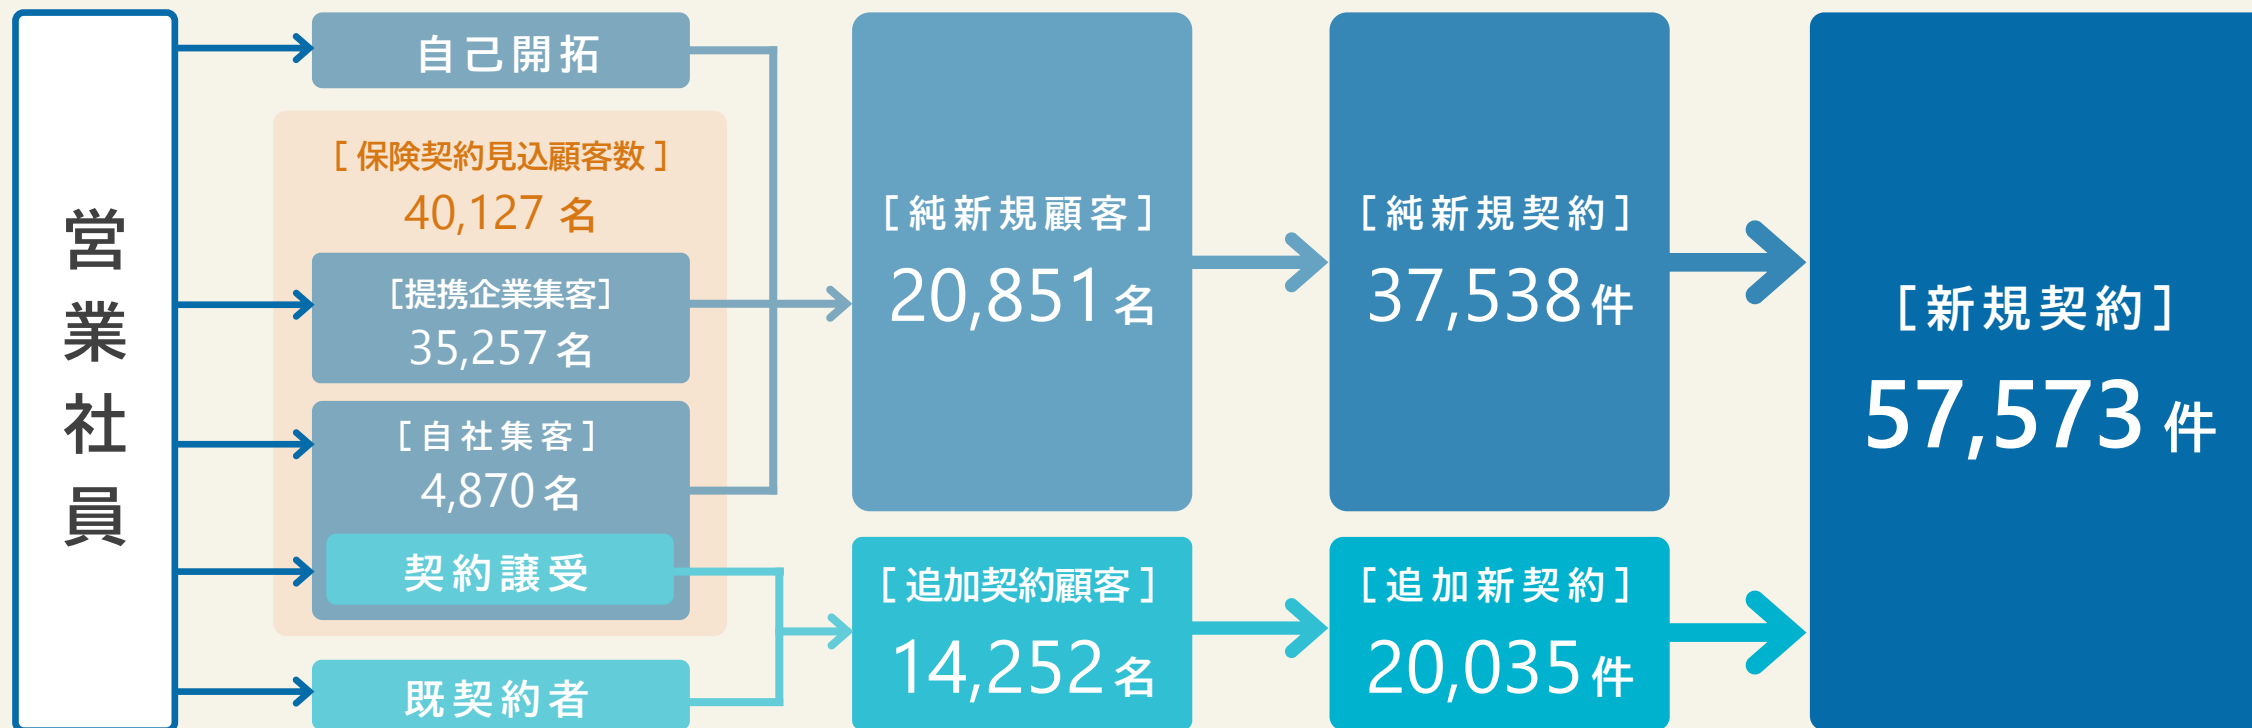 営業社員
自己開拓
[ 保険契約見込顧客数 ]
40,127 名
[提携企業集客]
35,257 名
[ 自社集客 ]
4,870 名
契約譲受
既契約者
[ 純新規顧客 ]
20,851 名
[ 追加契約顧客 ]
14,252 名
[ 純新規契約 ]
37,538 件
[ 追加新契約 ]
20,035 件
[ 新規契約 ]
57,573 件